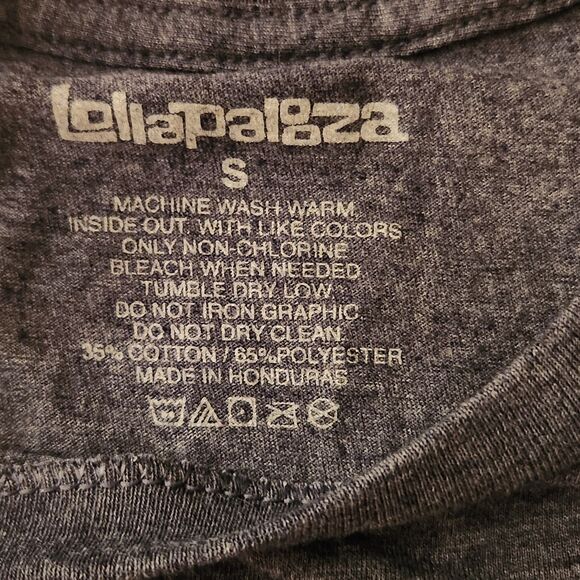 Lollapalooza
S
MACHINE WASH WARM
INSIDE OUT, WITH LIKE COLORS
ONLY NON-CHLORINE
BLEACH WHEN NEEDED
TUMBLE DRY LOW
DO NOT IRON GRAPHIC.
DO NOT DRY CLEAN.
35% COTTON / 65%POLYESTER
MADE IN HONDURAS